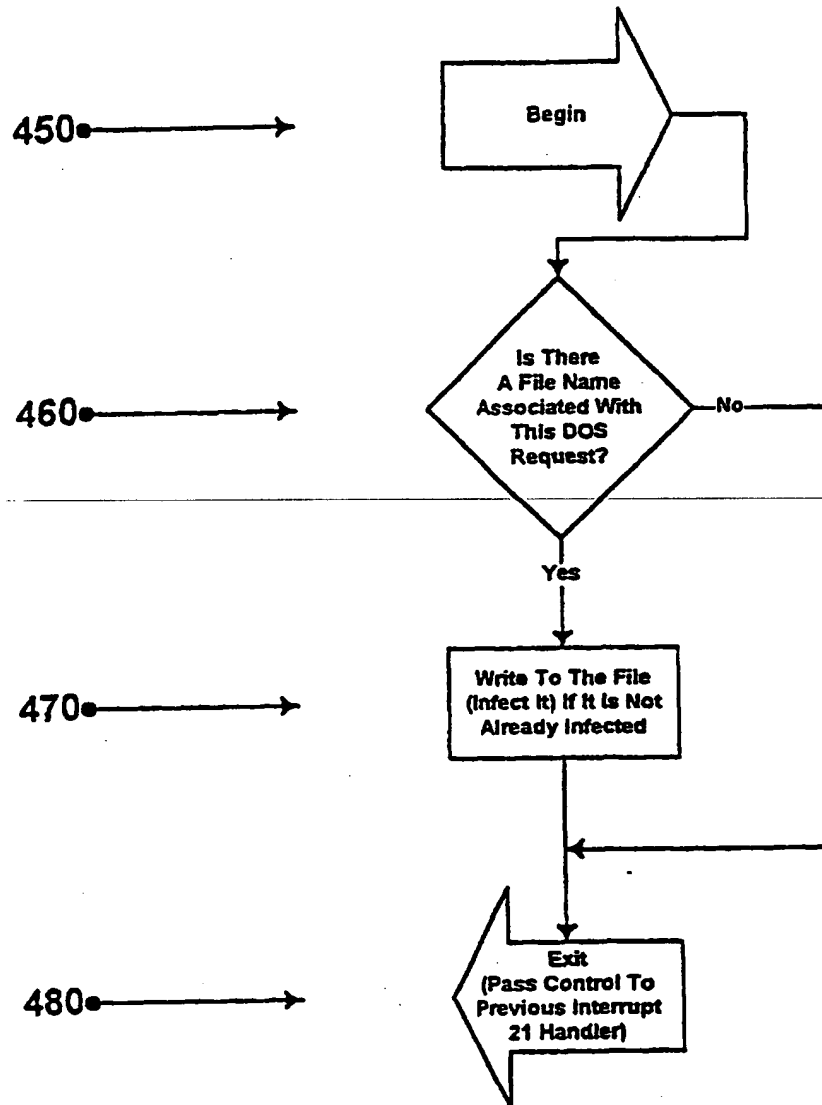 450
Begin
460
Is There
A File Name
Associated With
This DOS
Request?
No
Yes
470
Write To The File
(Infect It) If It Is Not
Already Infected
480
Exit
(Pass Control To
Previous Interrupt
21 Handler)